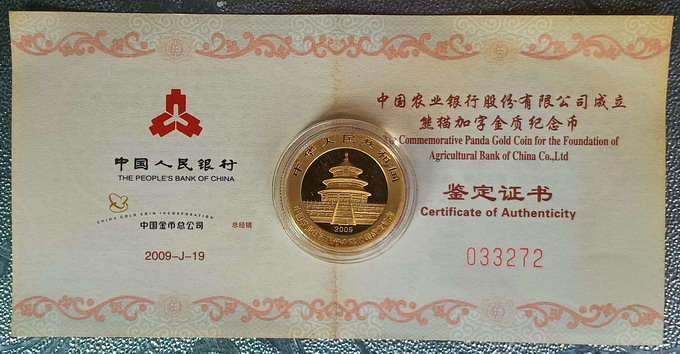 中国人民银行
THE PEOPLE'S BANK OF CHINA
CHINA GOLD COIN INCORPORATION
中国金币总公司 总经销
2009-J-19
中华人民共和国
2009
中国农业银行股份有限公司成立
熊猫加字金质纪念币
Commemorative Panda Gold Coin for the Foundation of
Agricultural Bank of China Co.,Ltd
鉴定证书
Certificate of Authenticity
033272